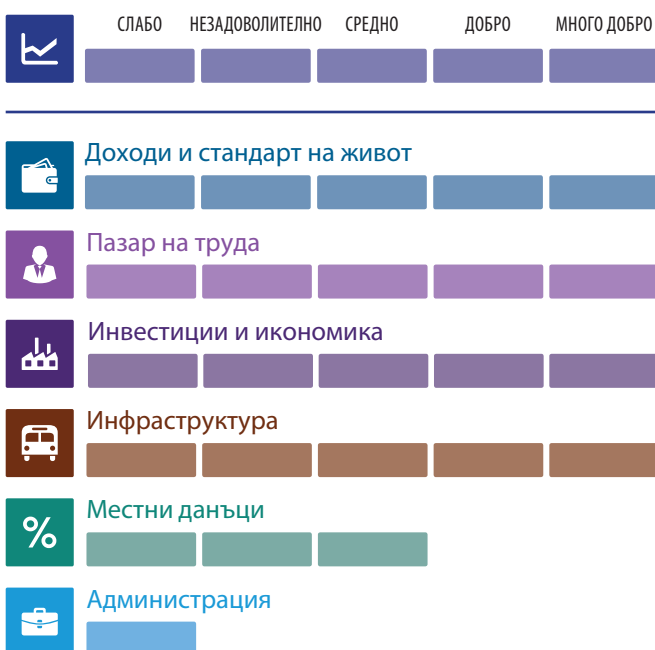 СЛАБО НЕЗАДОВОЛИТЕЛНО СРЕДНО ДОБРО МНОГО ДОБРО
Доходи и стандарт на живот
Пазар на труда
Инвестиции и икономика
Инфраструктура
Местни данъци
%
Администрация